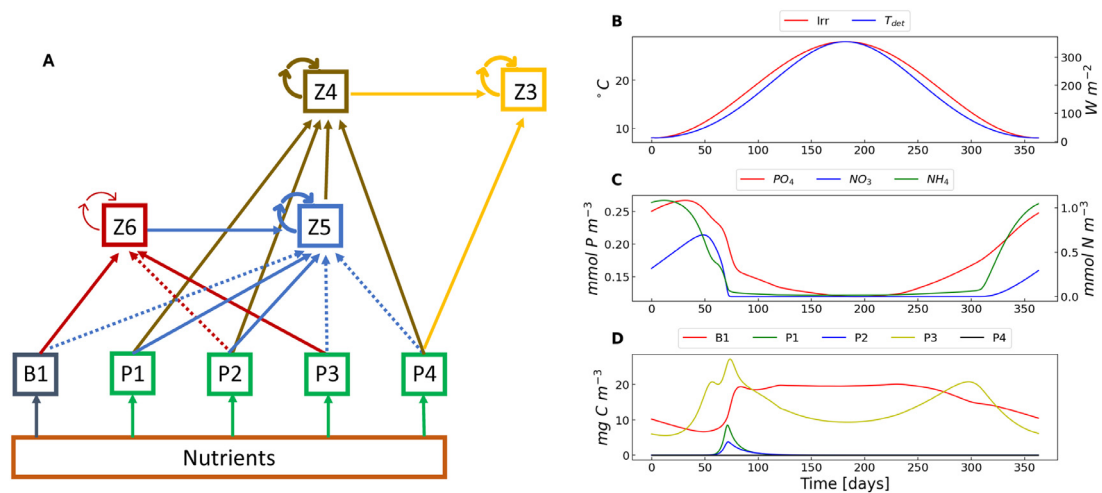 A
Z4
Z3
Z6
Z5
B1
P1
P2
P3
P4
Nutrients
B
Irr
T_det
°C
20
10
300
200
100
0
W m⁻²
0 50 100 150 200 250 300 350
C
PO₄
NO₃
NH₄
mmol P m⁻³
0.25
0.20
0.15
1.0
0.5
0.0
mmol N m⁻³
0 50 100 150 200 250 300 350
D
B1
P1
P2
P3
P4
mg C m⁻³
20
10
0
0 50 100 150 200 250 300 350
Time [days]